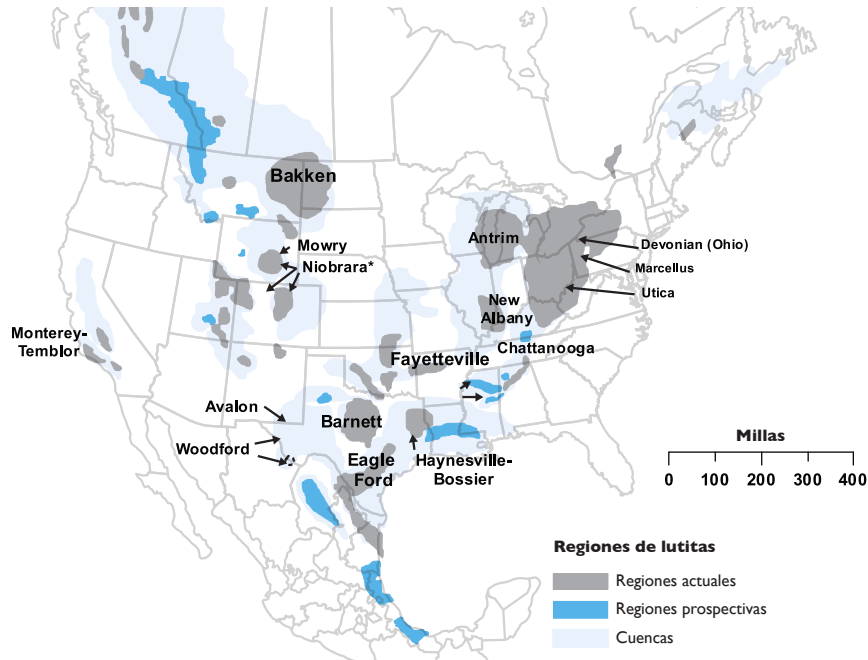 Bakken
Mowry
Niobrara*
Antrim
Devonian (Ohio)
Marcellus
Utica
New
Albany
Monterey-
Temblor
Fayetteville
Chattanooga
Avalon
Barnett
Woodford
Eagle
Ford
Haynesville-
Bossier
Millas
0 100 200 300 400
Regiones de lutitas
Regiones actuales
Regiones prospectivas
Cuencas